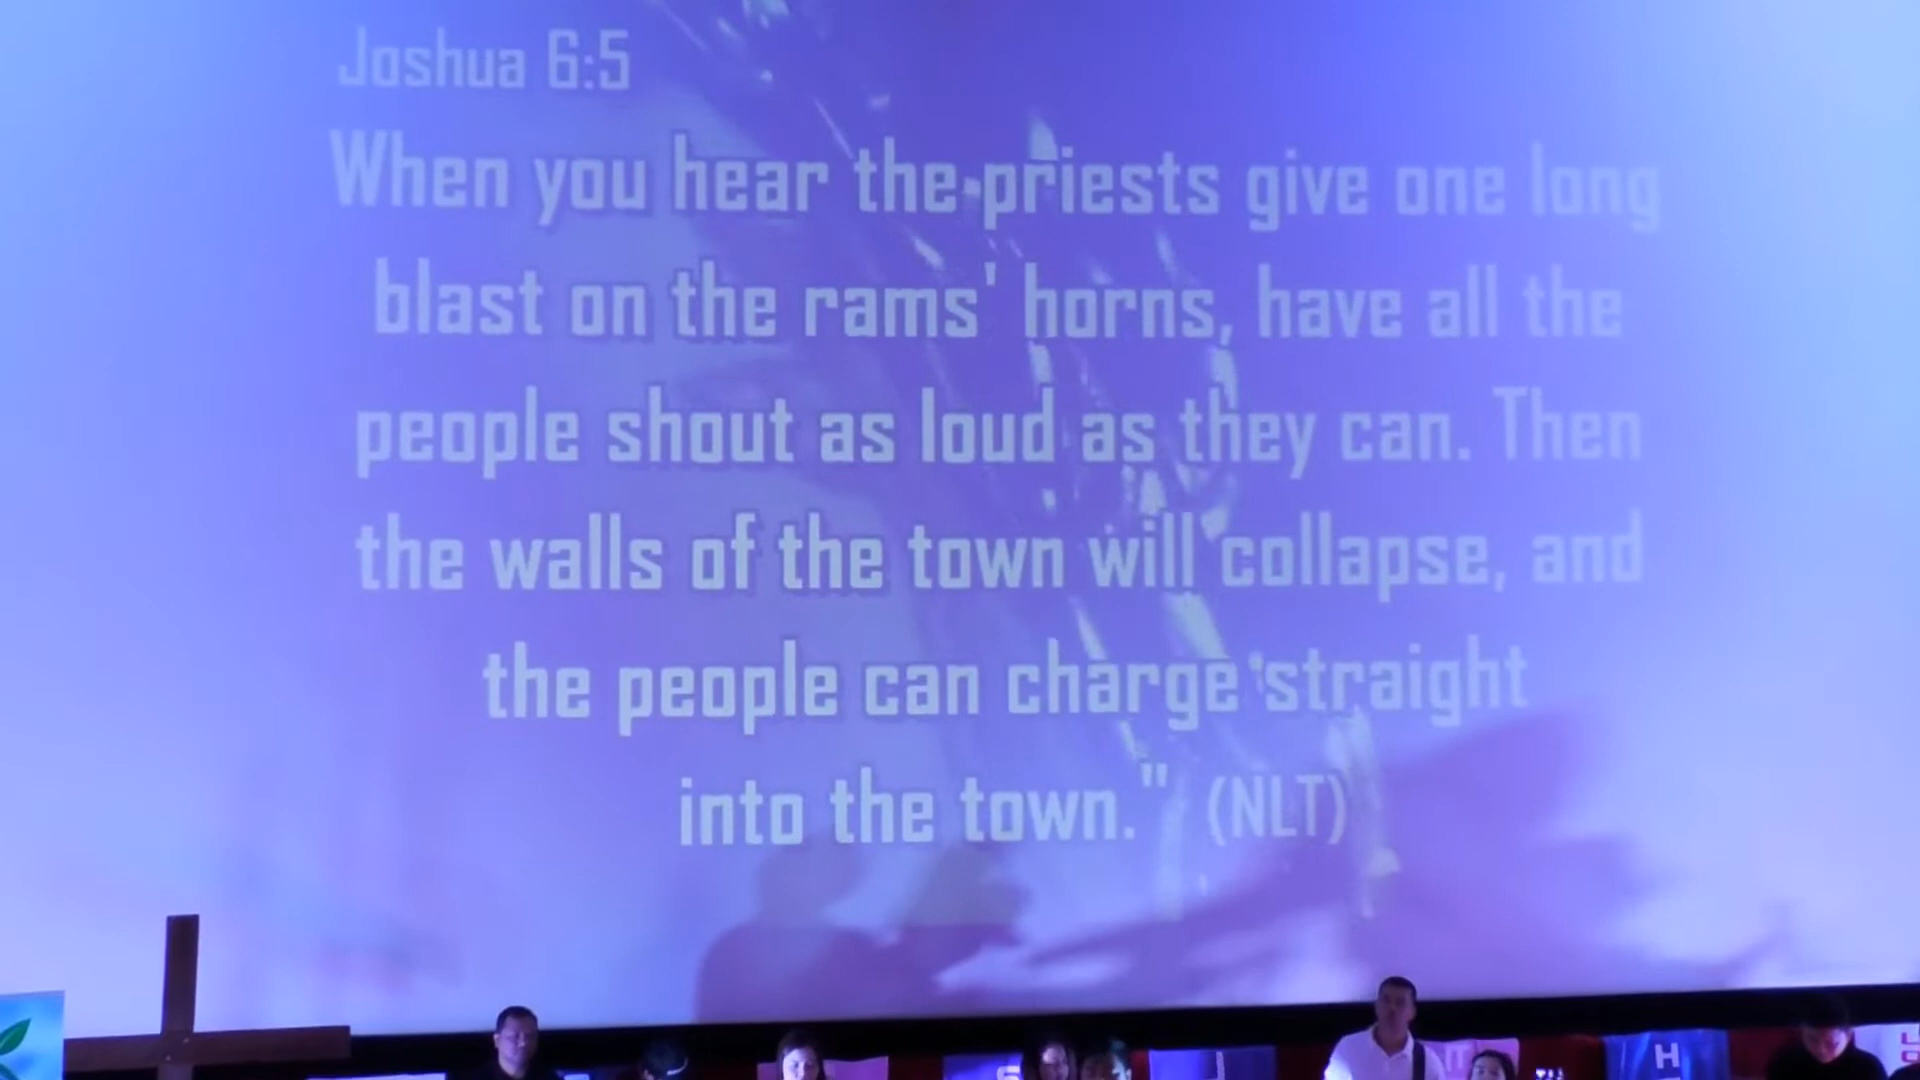 Joshua 6:5
When you hear the priests give one long
blast on the rams' horns, have all the
people shout as loud as they can. Then
the walls of the town will collapse, and
the people can charge straight
into the town." (NLT)
H